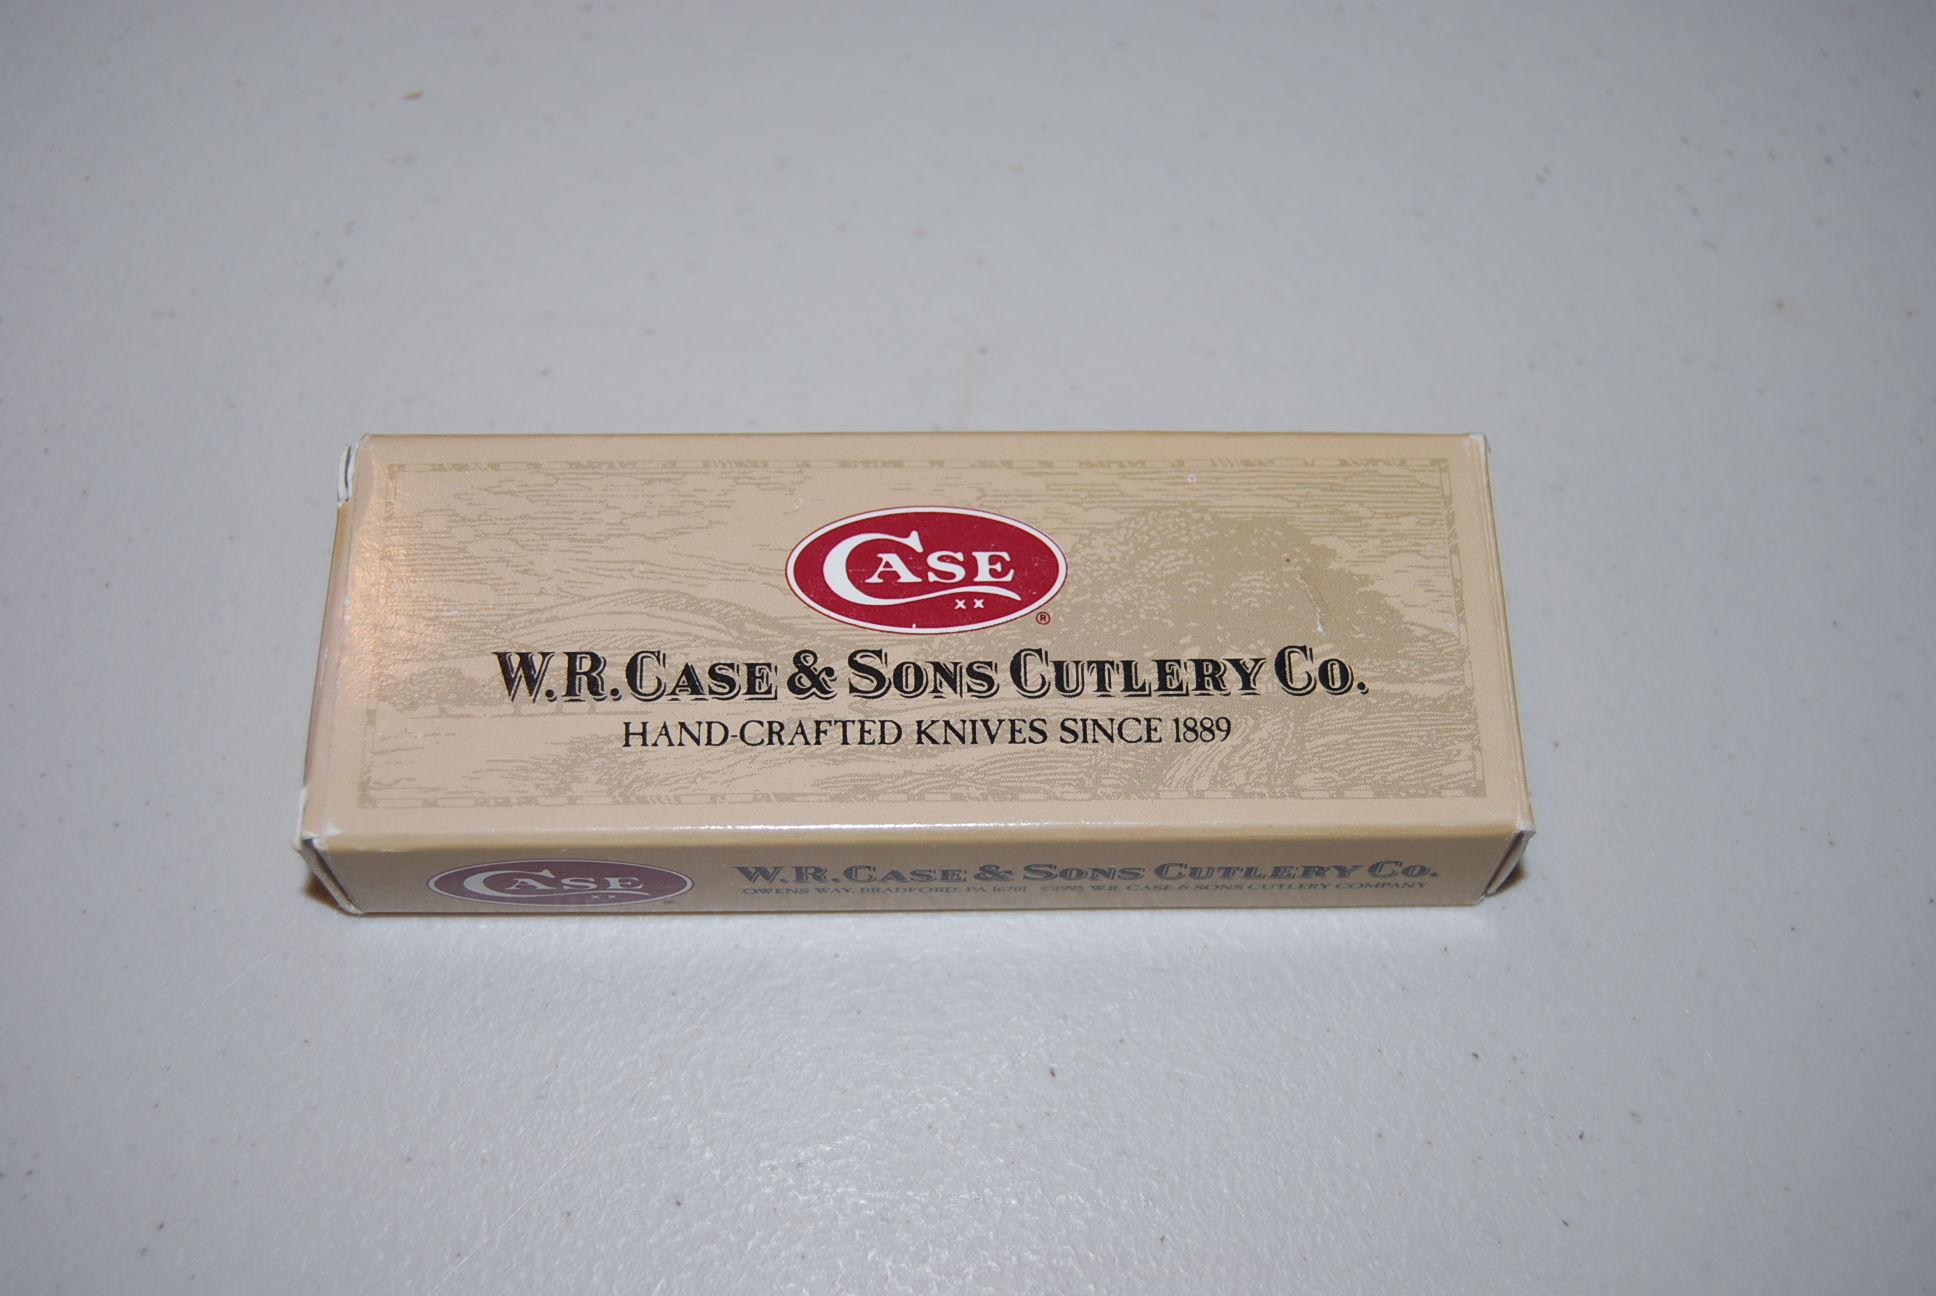 CASE
XX
®
W.R. CASE & SONS CUTLERY CO.
HAND-CRAFTED KNIVES SINCE 1889
CASE
XX
W.R. CASE & SONS CUTLERY CO.
OWENS WAY, BRADFORD, PA 16701 ©1995 W.R. CASE & SONS CUTLERY COMPANY